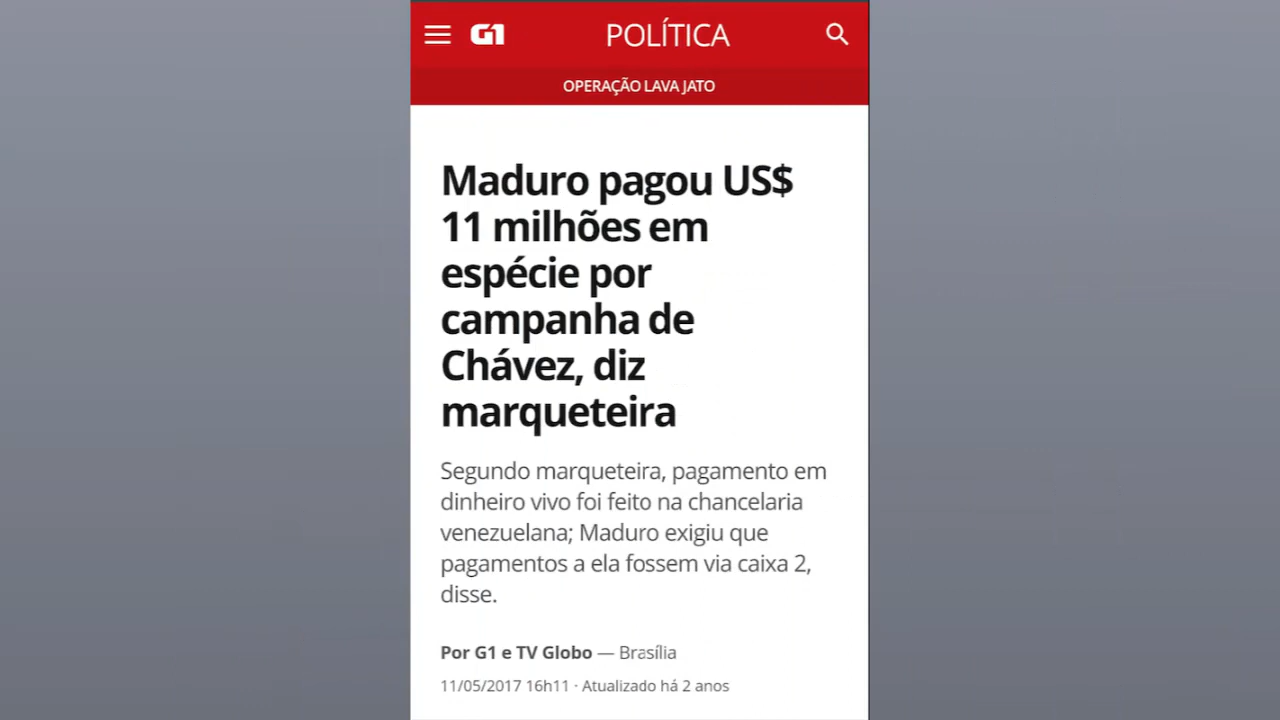 G1
POLÍTICA
OPERAÇÃO LAVA JATO
Maduro pagou US$
11 milhões em
espécie por
campanha de
Chávez, diz
marqueteira
Segundo marqueteira, pagamento em
dinheiro vivo foi feito na chancelaria
venezuelana; Maduro exigiu que
pagamentos a ela fossem via caixa 2,
disse.
Por G1 e TV Globo — Brasília
11/05/2017 16h11 · Atualizado há 2 anos